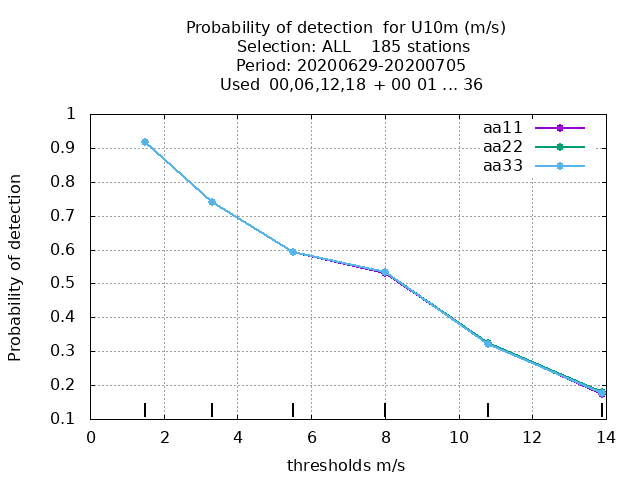 Probability of detection  for U10m (m/s)
Selection: ALL    185 stations
Period: 20200629-20200705
Used  00,06,12,18  + 00 01 ... 36
aa11
aa22
aa33
1
0.9
0.8
0.7
0.6
0.5
0.4
0.3
0.2
0.1
Probability of detection
0 2 4 6 8 10 12 14
thresholds m/s